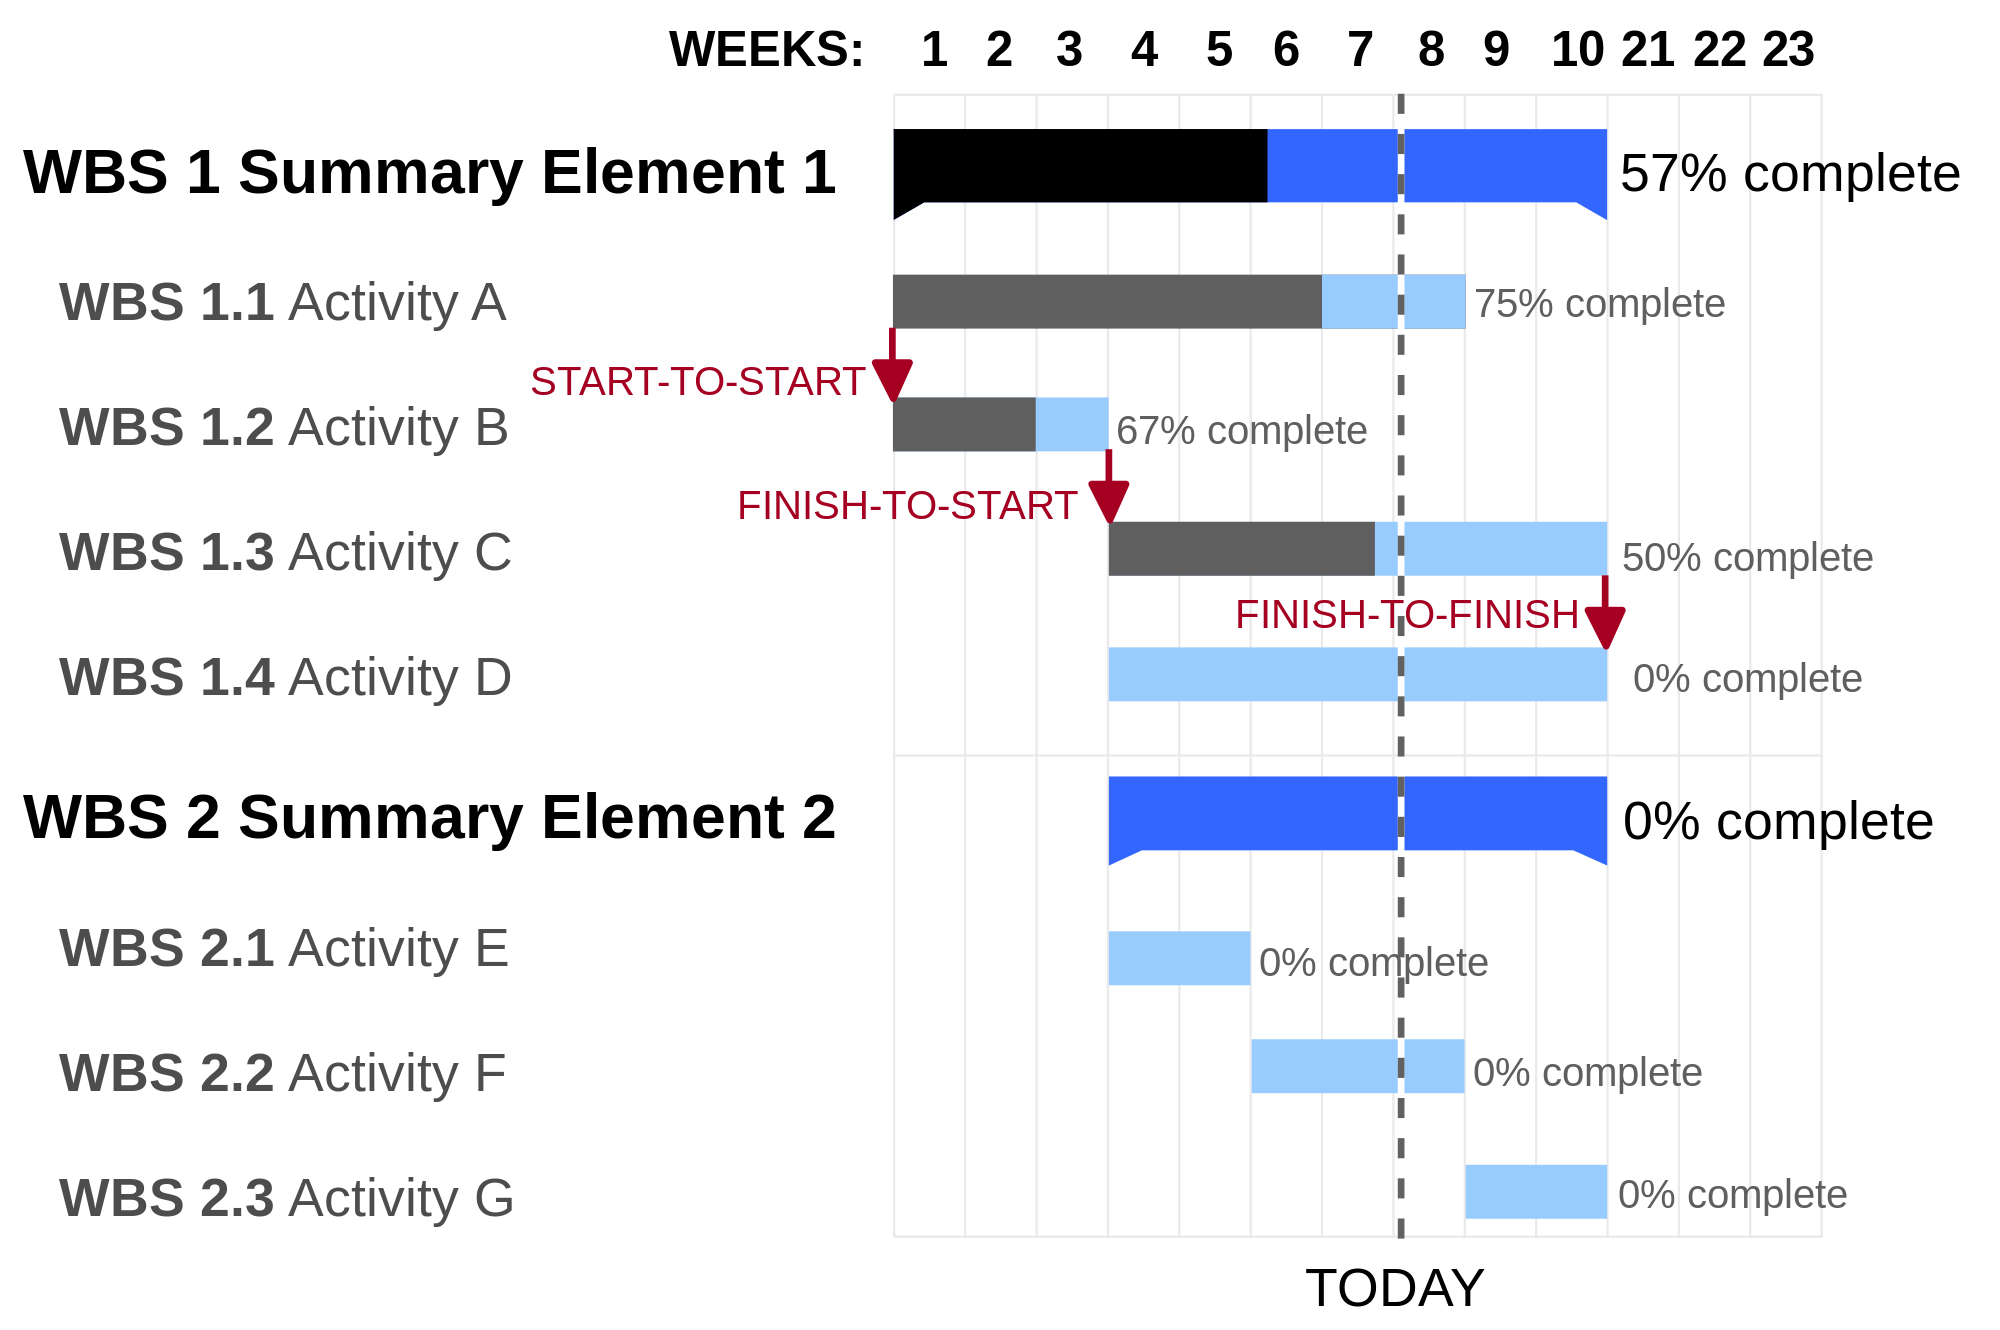 WEEKS: 1 2 3 4 5 6 7 8 9 10 21 22 23
WBS 1 Summary Element 1 57% complete
WBS 1.1 Activity A 75% complete
START-TO-START
WBS 1.2 Activity B 67% complete
FINISH-TO-START
WBS 1.3 Activity C 50% complete
FINISH-TO-FINISH
WBS 1.4 Activity D 0% complete
WBS 2 Summary Element 2 0% complete
WBS 2.1 Activity E 0% complete
WBS 2.2 Activity F 0% complete
WBS 2.3 Activity G 0% complete
TODAY